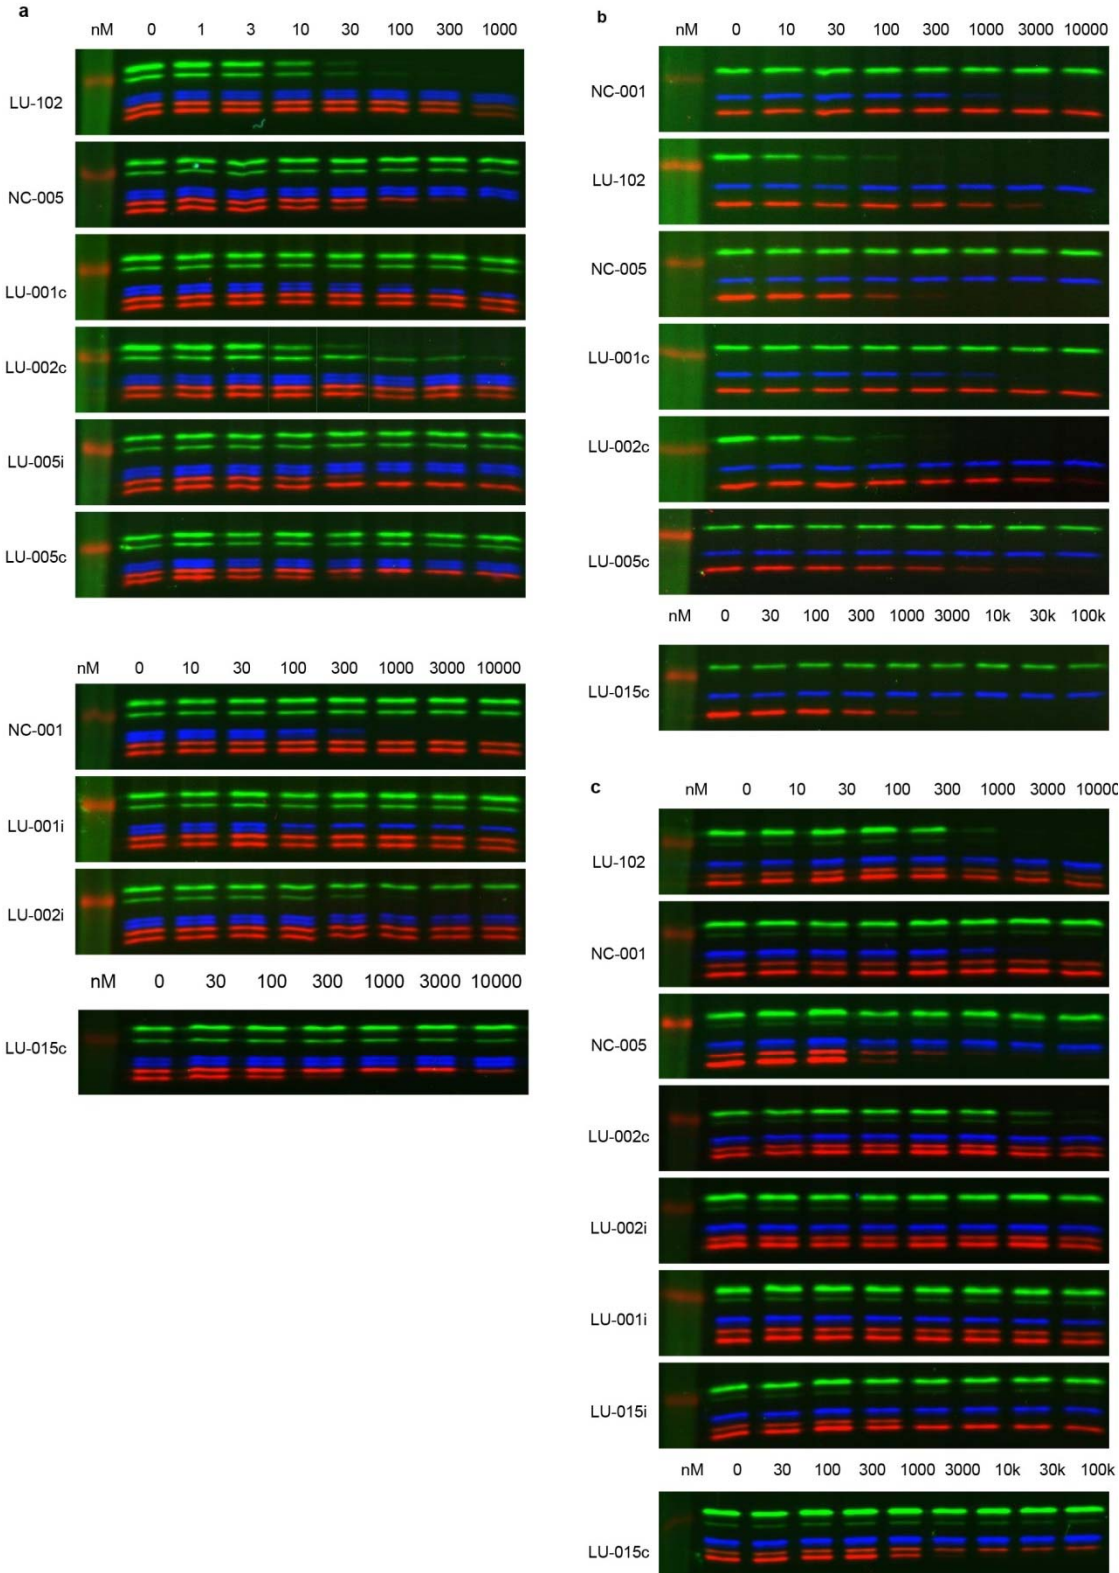 a
nM 0 1 3 10 30 100 300 1000
LU-102
NC-005
LU-001c
LU-002c
LU-005i
LU-005c
nM 0 10 30 100 300 1000 3000 10000
NC-001
LU-001i
LU-002i
nM 0 30 100 300 1000 3000 10000
LU-015c
b
nM 0 10 30 100 300 1000 3000 10000
NC-001
LU-102
NC-005
LU-001c
LU-002c
LU-005c
nM 0 30 100 300 1000 3000 10k 30k 100k
LU-015c
c
nM 0 10 30 100 300 1000 3000 10000
LU-102
NC-001
NC-005
LU-002c
LU-002i
LU-001i
LU-015i
nM 0 30 100 300 1000 3000 10k 30k 100k
LU-015c